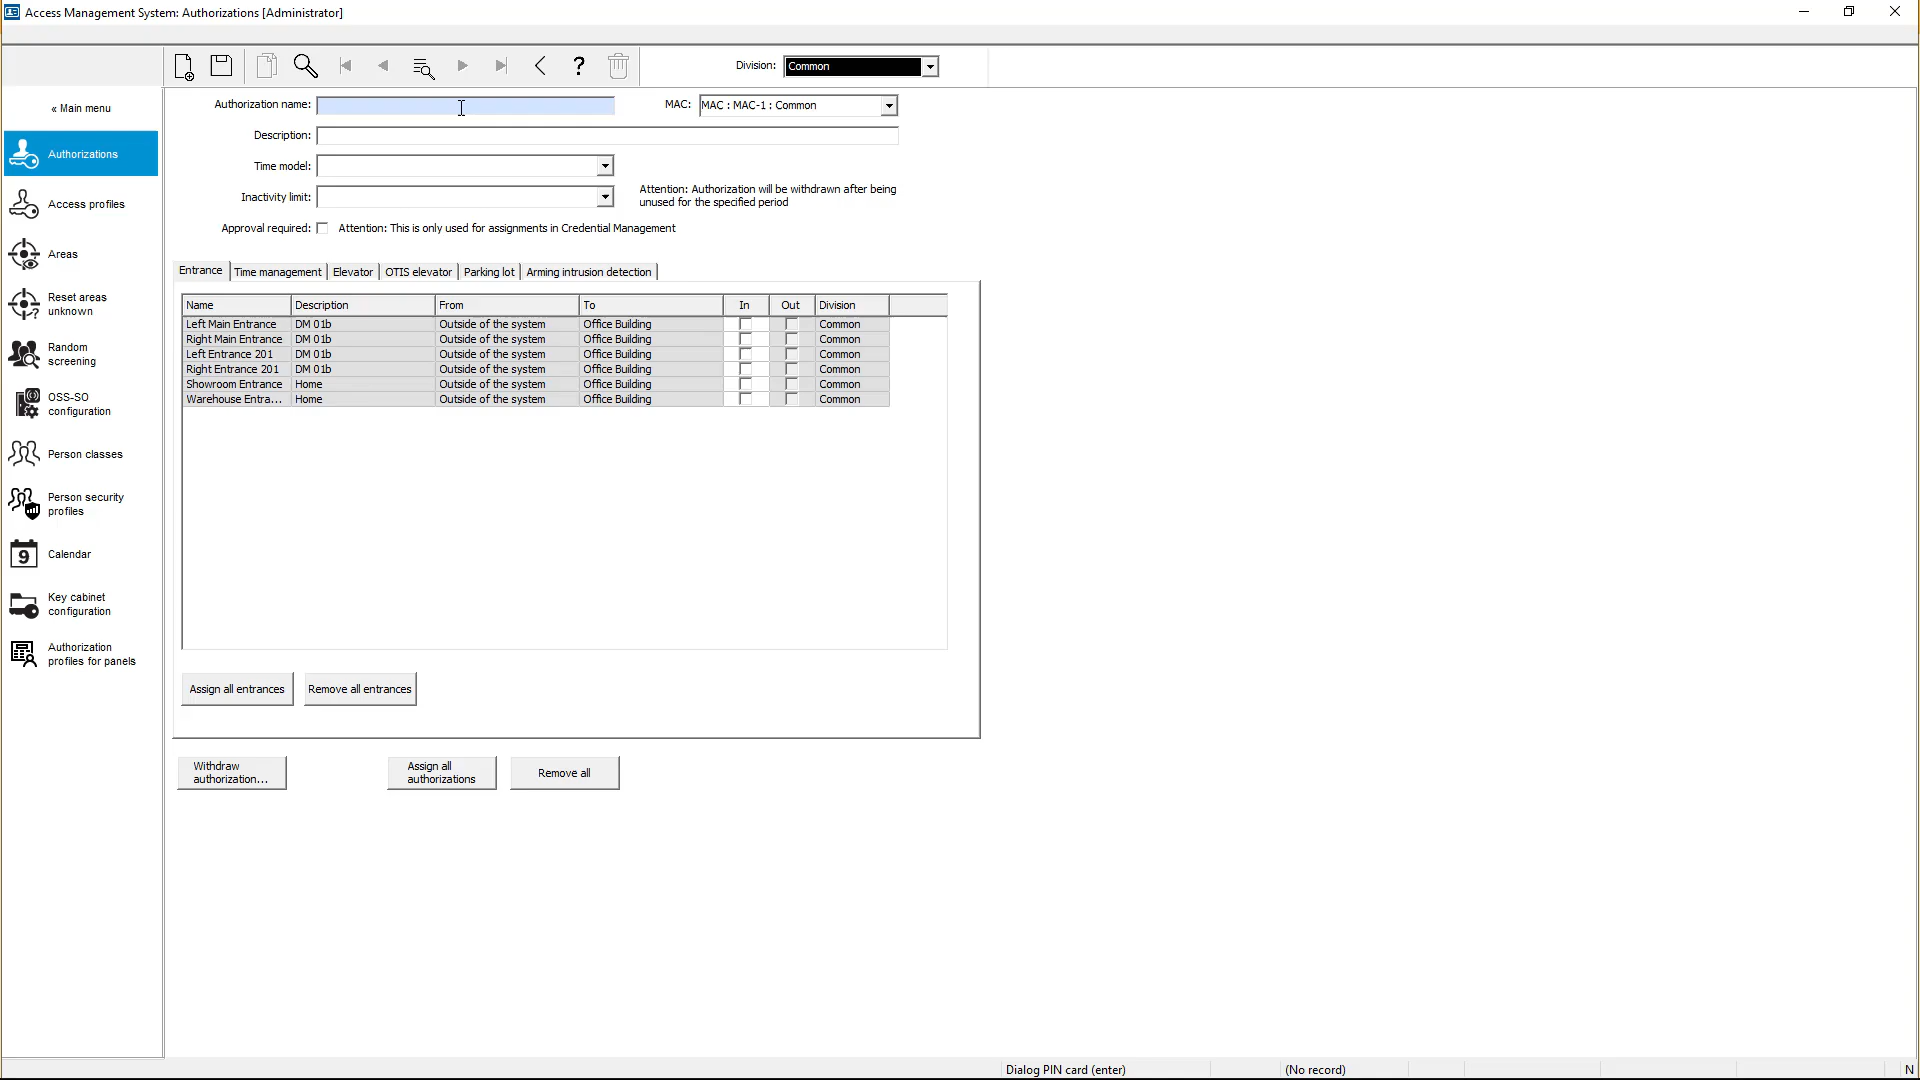 Access Management System: Authorizations [Administrator]
Division: Common
« Main menu
Authorizations
Access profiles
Areas
Reset areas
unknown
Random
screening
OSS-SO
configuration
Person classes
Person security
profiles
9 Calendar
Key cabinet
configuration
Authorization
profiles for panels
Authorization name: MAC: MAC : MAC-1 : Common
Description:
Time model:
Inactivity limit: Attention: Authorization will be withdrawn after being
unused for the specified period
Approval required: Attention: This is only used for assignments in Credential Management
Entrance Time management Elevator OTIS elevator Parking lot Arming intrusion detection
Name Description From To In Out Division
Left Main Entrance DM 01b Outside of the system Office Building Common
Right Main Entrance DM 01b Outside of the system Office Building Common
Left Entrance 201 DM 01b Outside of the system Office Building Common
Right Entrance 201 DM 01b Outside of the system Office Building Common
Showroom Entrance Home Outside of the system Office Building Common
Warehouse Entra... Home Outside of the system Office Building Common
Assign all entrances Remove all entrances
Withdraw
authorization...
Assign all
authorizations
Remove all
Dialog PIN card (enter) (No record) N